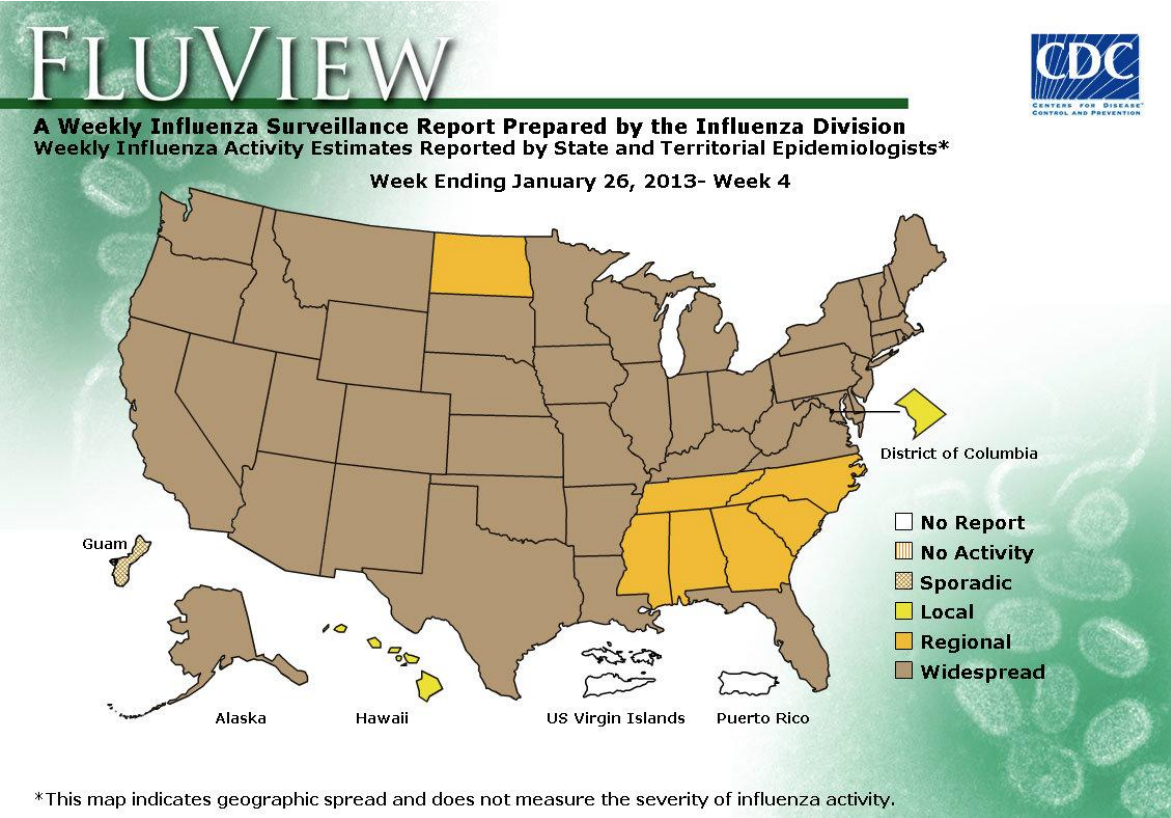 FLUVIEW
CDC
CENTERS FOR DISEASE™
CONTROL AND PREVENTION
A Weekly Influenza Surveillance Report Prepared by the Influenza Division
Weekly Influenza Activity Estimates Reported by State and Territorial Epidemiologists*
Week Ending January 26, 2013- Week 4
District of Columbia
No Report
No Activity
Sporadic
Local
Regional
Widespread
Guam
Alaska
Hawaii
US Virgin Islands
Puerto Rico
*This map indicates geographic spread and does not measure the severity of influenza activity.